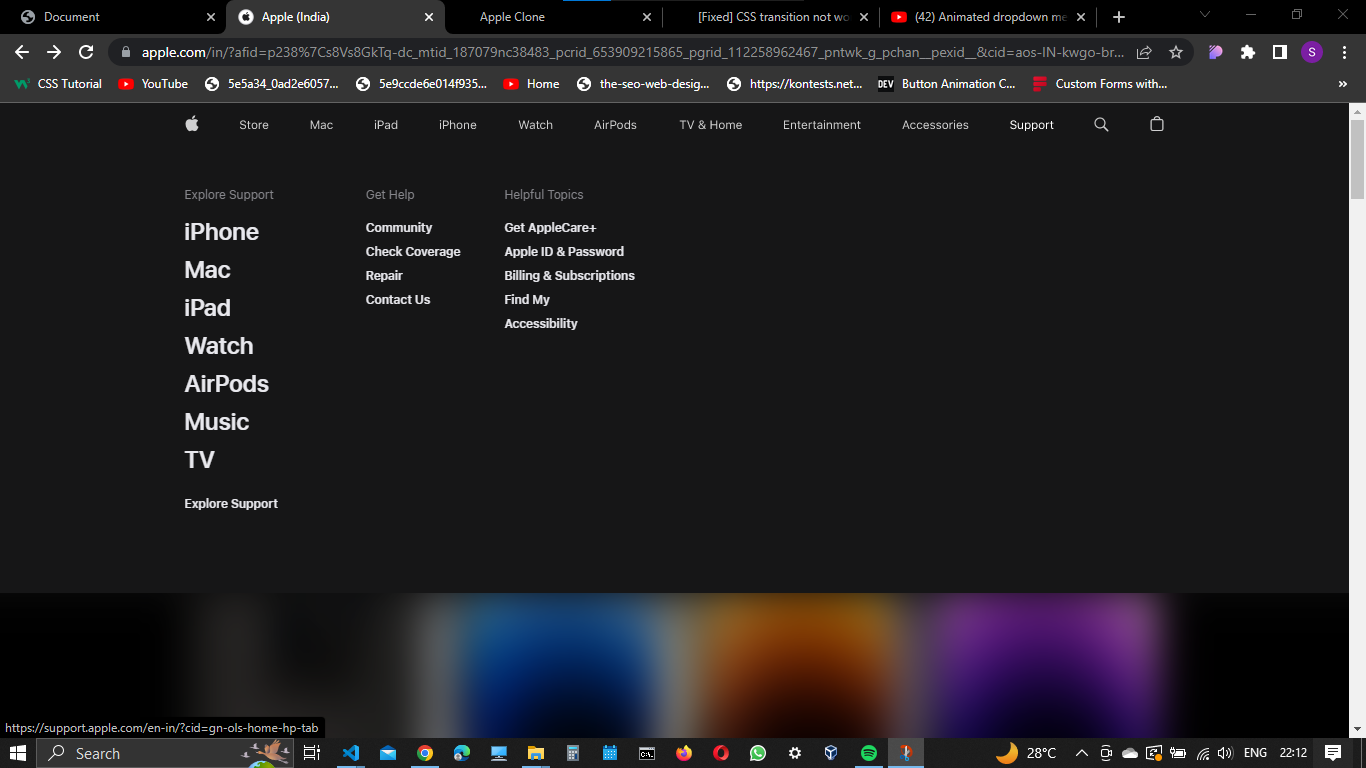 Document
Apple (India)
Apple Clone
[Fixed] CSS transition not wo
(42) Animated dropdown me
apple.com/in/?afid=p238%7Cs8Vs8GkTq-dc_mtid_187079nc38483_pcrid_653909215865_pgrid_112258962467_pntwk_g_pchan__pexid__&cid=aos-IN-kwgo-br...
S
CSS Tutorial
YouTube
5e5a34_0ad2e6057...
5e9ccde6e014f935...
Home
the-seo-web-desig...
https://kontests.net...
DEV
Button Animation C...
Custom Forms with...
»
Store
Mac
iPad
iPhone
Watch
AirPods
TV & Home
Entertainment
Accessories
Support
Explore Support
iPhone
Mac
iPad
Watch
AirPods
Music
TV
Explore Support
Get Help
Community
Check Coverage
Repair
Contact Us
Helpful Topics
Get AppleCare+
Apple ID & Password
Billing & Subscriptions
Find My
Accessibility
https://support.apple.com/en-in/?cid=gn-ols-home-hp-tab
Search
28°C
ENG
22:12